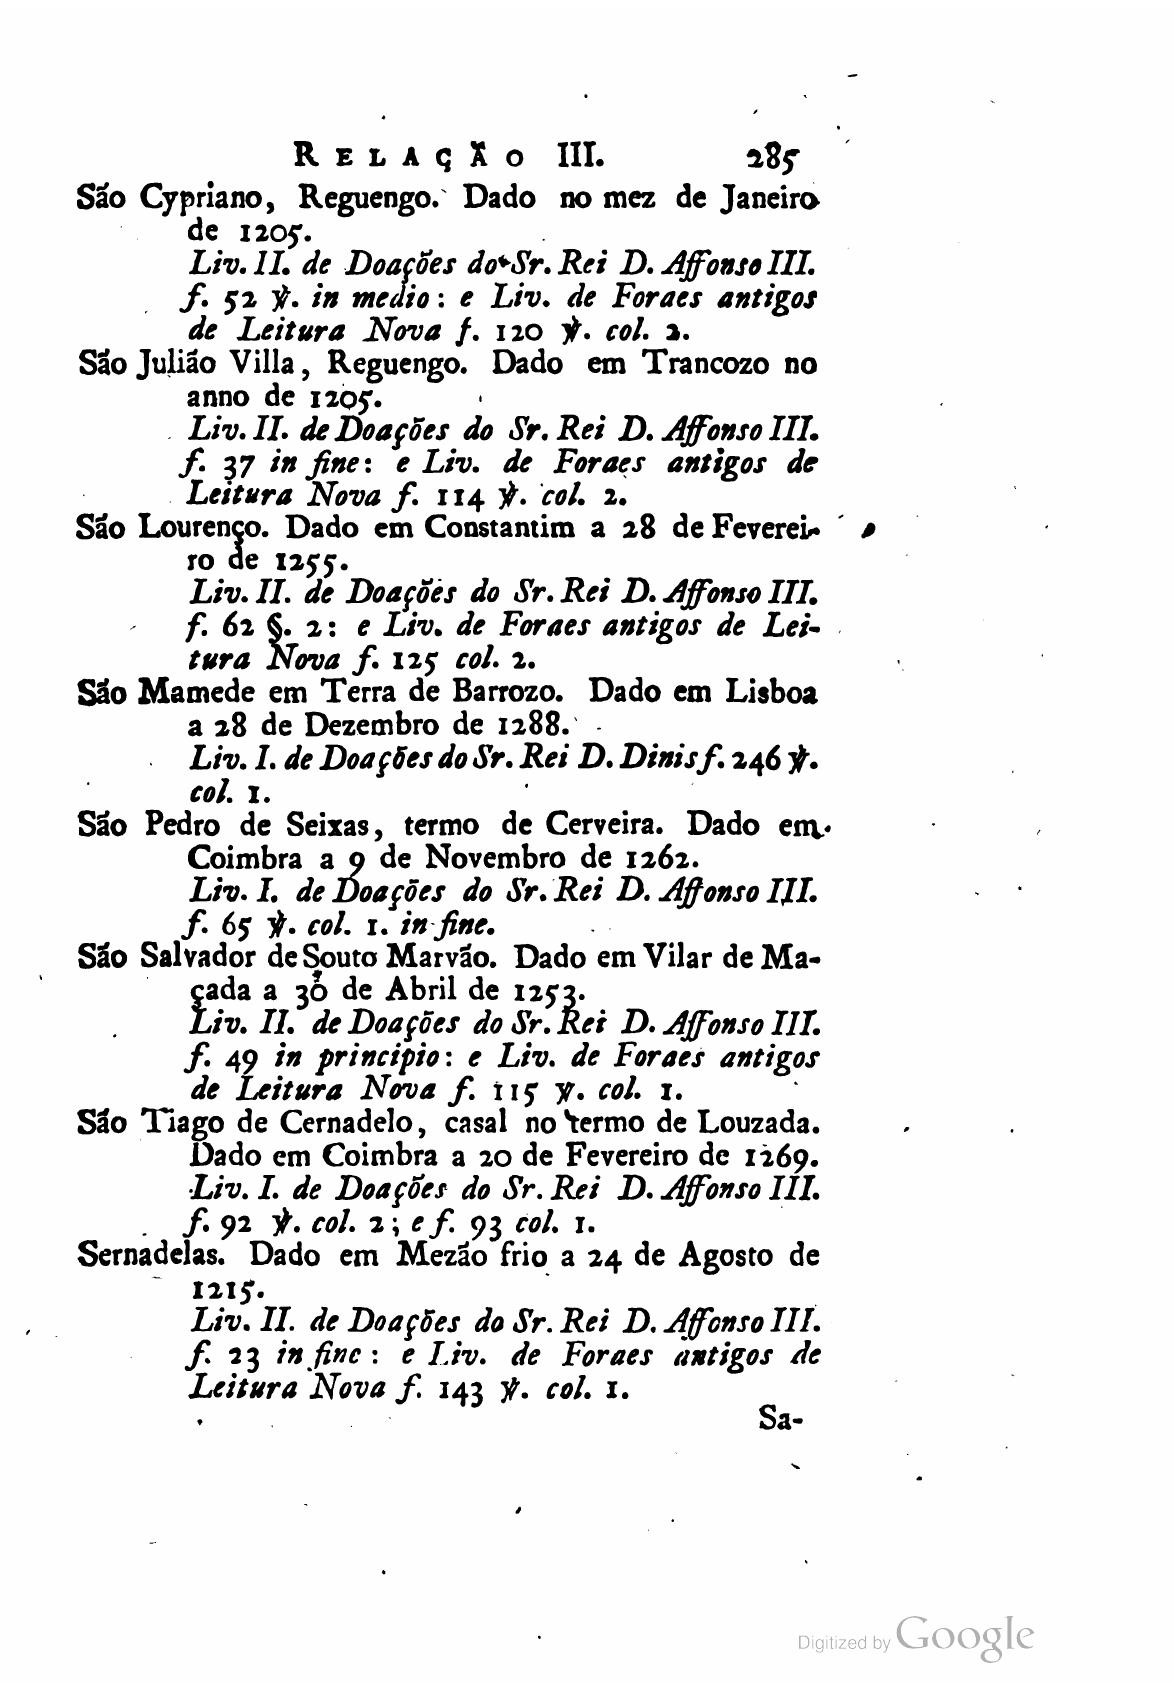 RELAÇÃO III. 285
São Cypriano, Reguengo. Dado no mez de Janeiro
de 1205.
Liv. II. de Doações do Sr. Rei D. Affonso III.
f. 52 ℣. in medio: e Liv. de Foraes antigos
de Leitura Nova f. 120 ℣. col. 2.
São Julião Villa, Reguengo. Dado em Trancozo no
anno de 1205.
Liv. II. de Doações do Sr. Rei D. Affonso III.
f. 37 in fine: e Liv. de Foraes antigos de
Leitura Nova f. 114 ℣. col. 2.
São Lourenço. Dado em Constantim a 28 de Feverei-
ro de 1255.
Liv. II. de Doações do Sr. Rei D. Affonso III.
f. 62 §. 2: e Liv. de Foraes antigos de Lei-
tura Nova f. 125 col. 2.
São Mamede em Terra de Barrozo. Dado em Lisboa
a 28 de Dezembro de 1288.
Liv. I. de Doações do Sr. Rei D. Dinis f. 246 ℣.
col. 1.
São Pedro de Seixas, termo de Cerveira. Dado em
Coimbra a 9 de Novembro de 1262.
Liv. I. de Doações do Sr. Rei D. Affonso III.
f. 65 ℣. col. 1. in fine.
São Salvador de Souto Marvão. Dado em Vilar de Ma-
çada a 30 de Abril de 1253.
Liv. II. de Doações do Sr. Rei D. Affonso III.
f. 49 in principio: e Liv. de Foraes antigos
de Leitura Nova f. 115 ℣. col. 1.
São Tiago de Cernadelo, casal no termo de Louzada.
Dado em Coimbra a 20 de Fevereiro de 1269.
Liv. I. de Doações do Sr. Rei D. Affonso III.
f. 92 ℣. col. 2; e f. 93 col. 1.
Sernadelas. Dado em Mezão frio a 24 de Agosto de
1215.
Liv. II. de Doações do Sr. Rei D. Affonso III.
f. 23 in fine: e Liv. de Foraes antigos de
Leitura Nova f. 143 ℣. col. 1.
Sa-
Digitized by Google